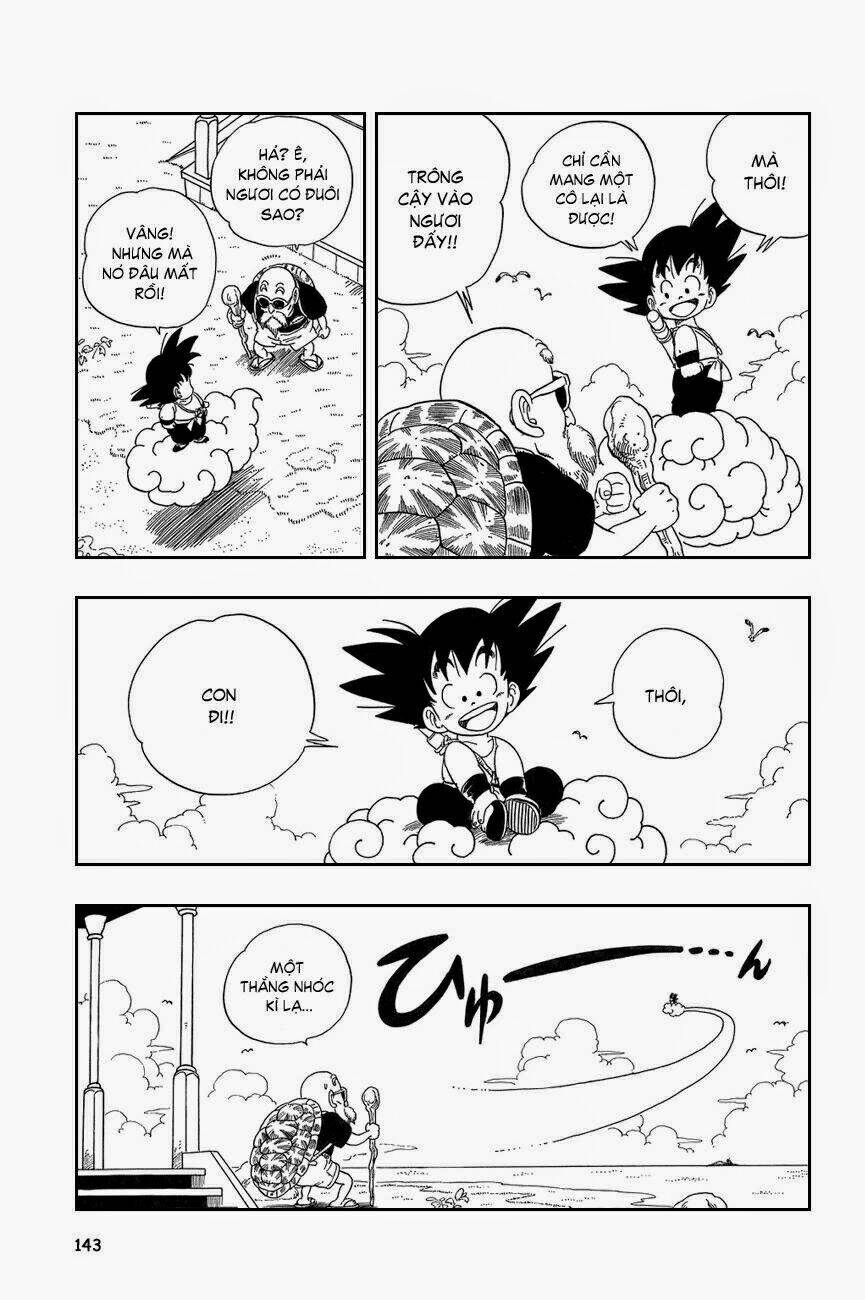 MÀ
THÔI!
CHỈ CẦN
MANG MỘT
CÔ LẠI LÀ
ĐƯỢC!
TRÔNG
CẬY VÀO
NGƯƠI
ĐẤY!!
HẢ? Ê,
KHÔNG PHẢI
NGƯƠI CÓ ĐUÔI
SAO?
VÂNG!
NHƯNG MÀ
NÓ ĐÂU MẤT
RỒI!
THÔI,
CON
ĐI!!
ひゅー…ん
MỘT
THẰNG NHÓC
KÌ LẠ...
143